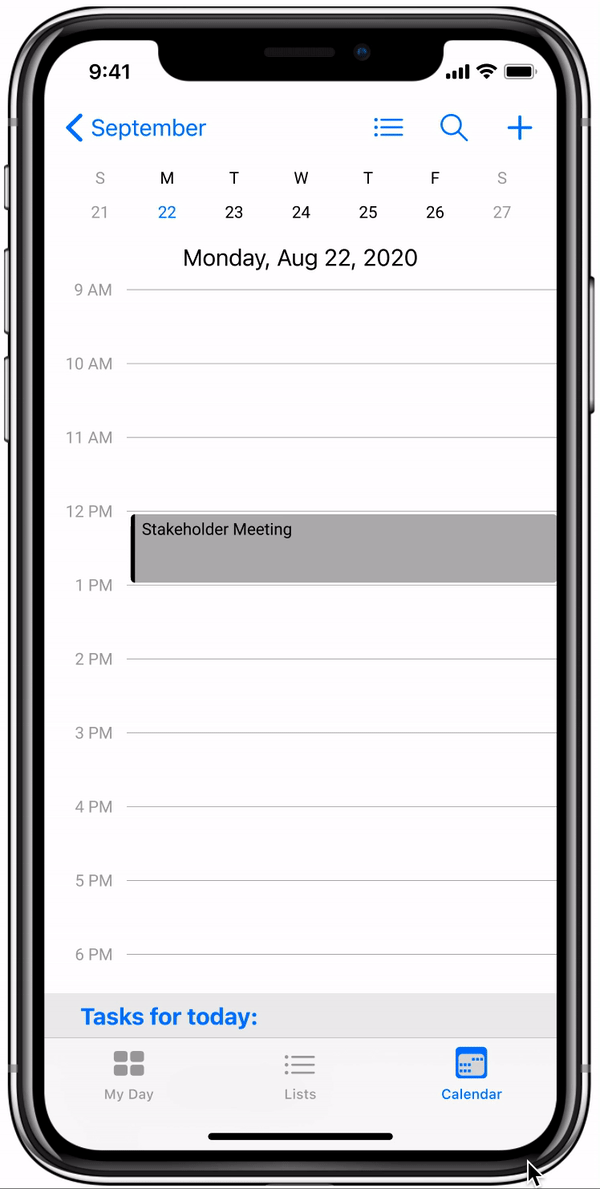 9:41
September
S M T W T F S
21 22 23 24 25 26 27
Monday, Aug 22, 2020
9 AM
10 AM
11 AM
12 PM
Stakeholder Meeting
1 PM
2 PM
3 PM
4 PM
5 PM
6 PM
Tasks for today:
My Day Lists Calendar